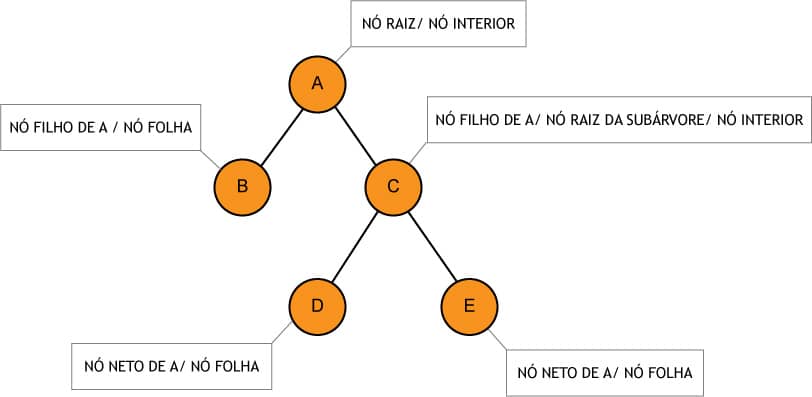 NÓ RAIZ/ NÓ INTERIOR
A
NÓ FILHO DE A / NÓ FOLHA
NÓ FILHO DE A/ NÓ RAIZ DA SUBÁRVORE/ NÓ INTERIOR
B
C
D
E
NÓ NETO DE A/ NÓ FOLHA
NÓ NETO DE A/ NÓ FOLHA